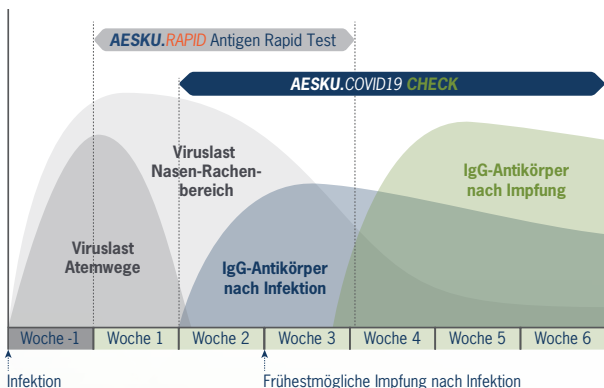 AESKU.RAPID Antigen Rapid Test
AESKU.COVID19 CHECK
Viruslast
Nasen-Rachen-
bereich
IgG-Antikörper
nach Impfung
Viruslast
Atemwege
IgG-Antikörper
nach Infektion
Woche -1 Woche 1 Woche 2 Woche 3 Woche 4 Woche 5 Woche 6
Infektion Frühestmögliche Impfung nach Infektion